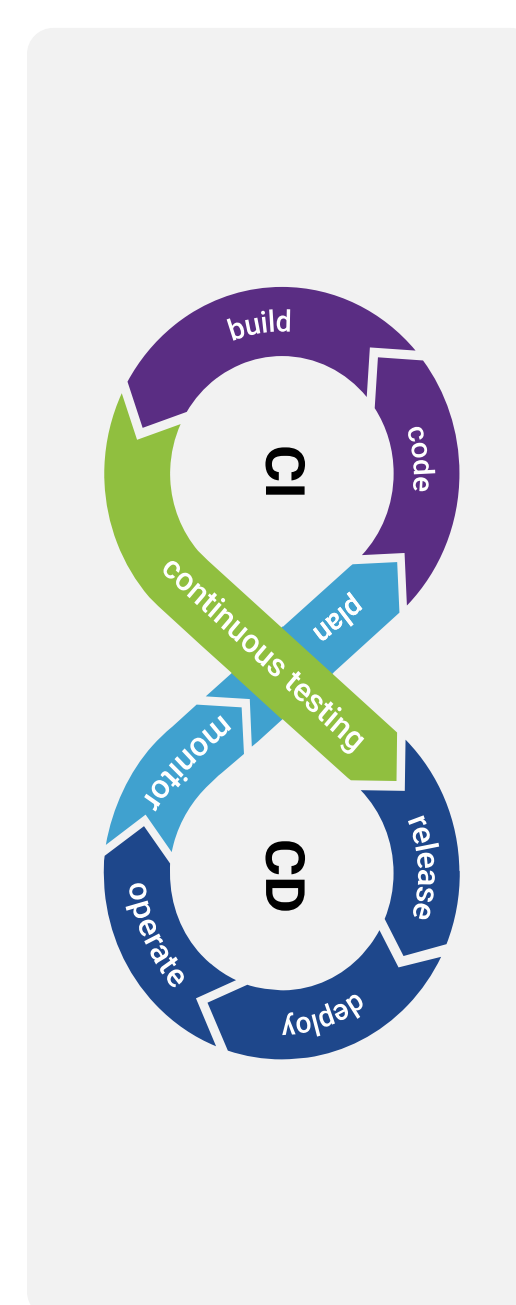 build
code
CI
continuous testing
plan
monitor
CD
release
operate
deploy